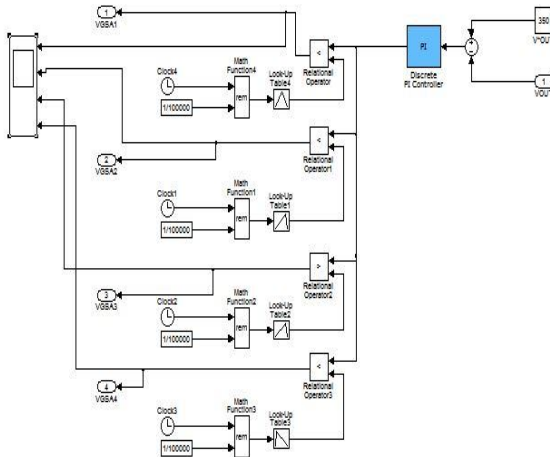 1
VGSA1
Clock4
Math
Function4
rem
1/100000
Look-Up
Table4
<
Relational
Operator
PI
Discrete
PI Controller
360
V*OUT
1
VOUT
2
VGSA2
Clock1
Math
Function1
rem
1/100000
Look-Up
Table1
<
Relational
Operator1
3
VGSA3
Clock2
Math
Function2
rem
1/100000
Look-Up
Table2
>
Relational
Operator2
4
VGSA4
Clock3
Math
Function3
rem
1/100000
Look-Up
Table3
<
Relational
Operator3